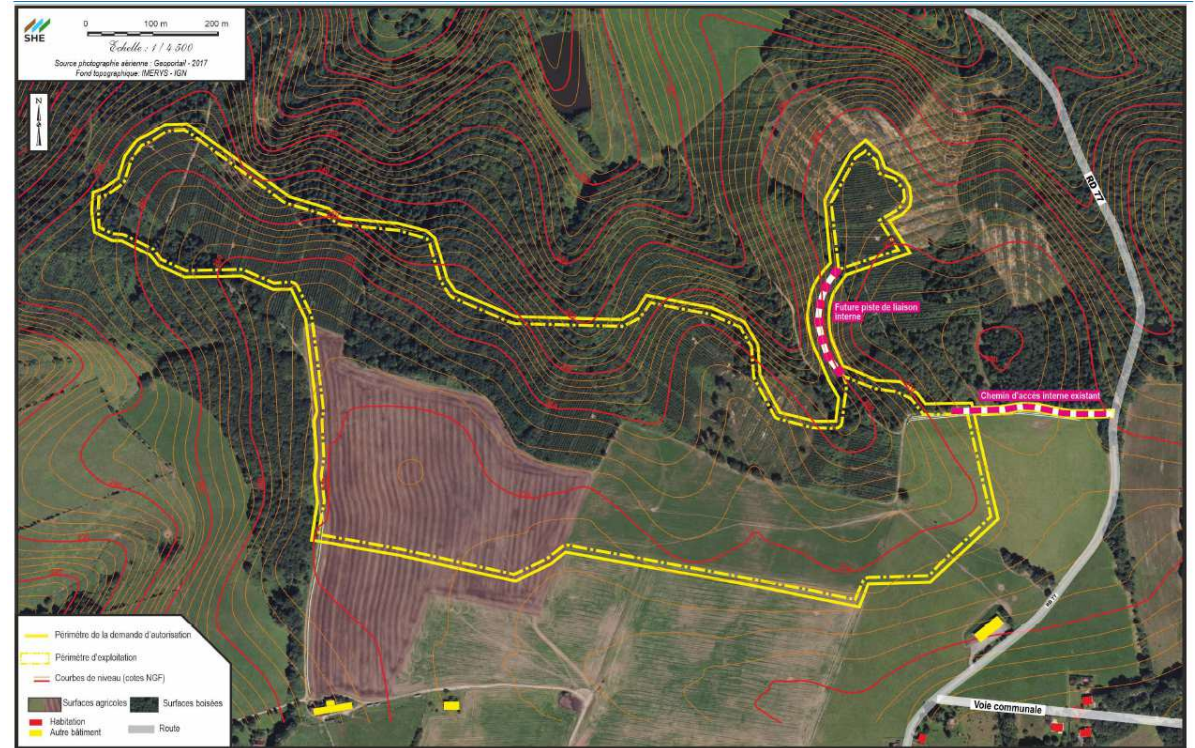 SHE
0 100 m 200 m
Echelle : 1 / 4 500
Source photographie aérienne : Geoportail - 2017
Fond topographique: IMERYS - IGN
N
RD 77
Future piste de liaison
interne
Chemin d'accès interne existant
RD 77
Voie communale
Périmètre de la demande d'autorisation
Périmètre d'exploitation
Courbes de niveau (cotes NGF)
Surfaces agricoles
Surfaces boisées
Habitation
Autre bâtiment
Route